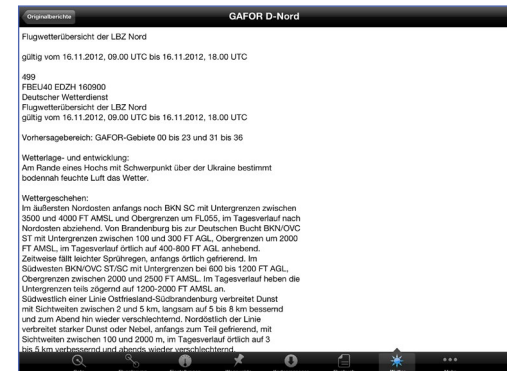 Originalberichte
GAFOR D-Nord
Flugwetterübersicht der LBZ Nord
gültig vom 16.11.2012, 09.00 UTC bis 16.11.2012, 18.00 UTC
499
FBEU40 EDZH 160900
Deutscher Wetterdienst
Flugwetterübersicht der LBZ Nord
gültig vom 16.11.2012, 09.00 UTC bis 16.11.2012, 18.00 UTC
Vorhersagebereich: GAFOR-Gebiete 00 bis 23 und 31 bis 36
Wetterlage- und entwicklung:
Am Rande eines Hochs mit Schwerpunkt über der Ukraine bestimmt
bodennah feuchte Luft das Wetter.
Wettergeschehen:
Im äußersten Nordosten anfangs noch BKN SC mit Untergrenzen zwischen
3500 und 4000 FT AMSL und Obergrenzen um FL055, im Tagesverlauf nach
Nordosten abziehend. Von Brandenburg bis zur Deutschen Bucht BKN/OVC
ST mit Untergrenzen zwischen 100 und 300 FT AGL, Obergrenzen um 2000
FT AMSL, im Tagesverlauf örtlich auf 400-800 FT AGL anhebend.
Zeitweise fällt leichter Sprühregen, anfangs örtlich gefrierend. Im
Südwesten BKN/OVC ST/SC mit Untergrenzen bei 600 bis 1200 FT AGL,
Obergrenzen zwischen 2000 und 2500 FT AMSL. Im Tagesverlauf heben die
Untergrenzen teils zögernd auf 1200-2000 FT AMSL an.
Südwestlich einer Linie Ostfriesland-Südbrandenburg verbreitet Dunst
mit Sichtweiten zwischen 2 und 5 km, langsam auf 5 bis 8 km bessernd
und zum Abend hin wieder verschlechternd. Nordöstlich der Linie
verbreitet starker Dunst oder Nebel, anfangs zum Teil gefrierend, mit
Sichtweiten zwischen 100 und 2000 m, im Tagesverlauf örtlich auf 3
bis 5 km verbessernd und abends wieder verschlechternd.